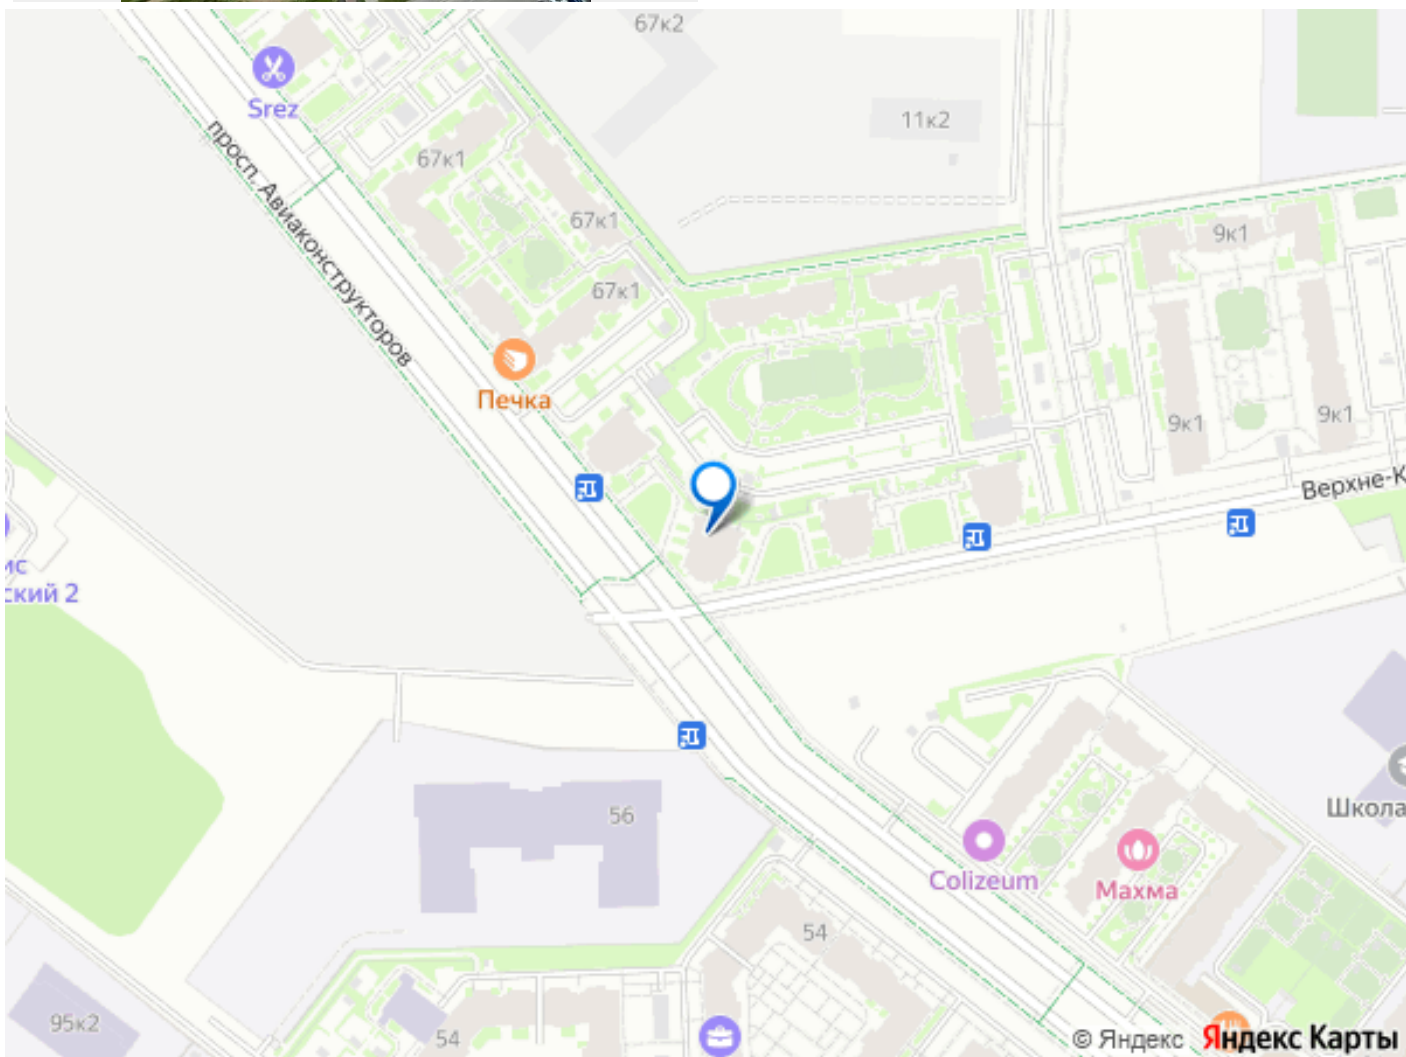 67к2
Srez
11к2
67к1
просп. Авиаконструкторов
67к1
9к1
67к1
Печка
9к1
9к1
Верхне-К
ис
ский 2
56
Школа
Colizeum
Махма
54
95к2
54
© Яндекс Яндекс Карты